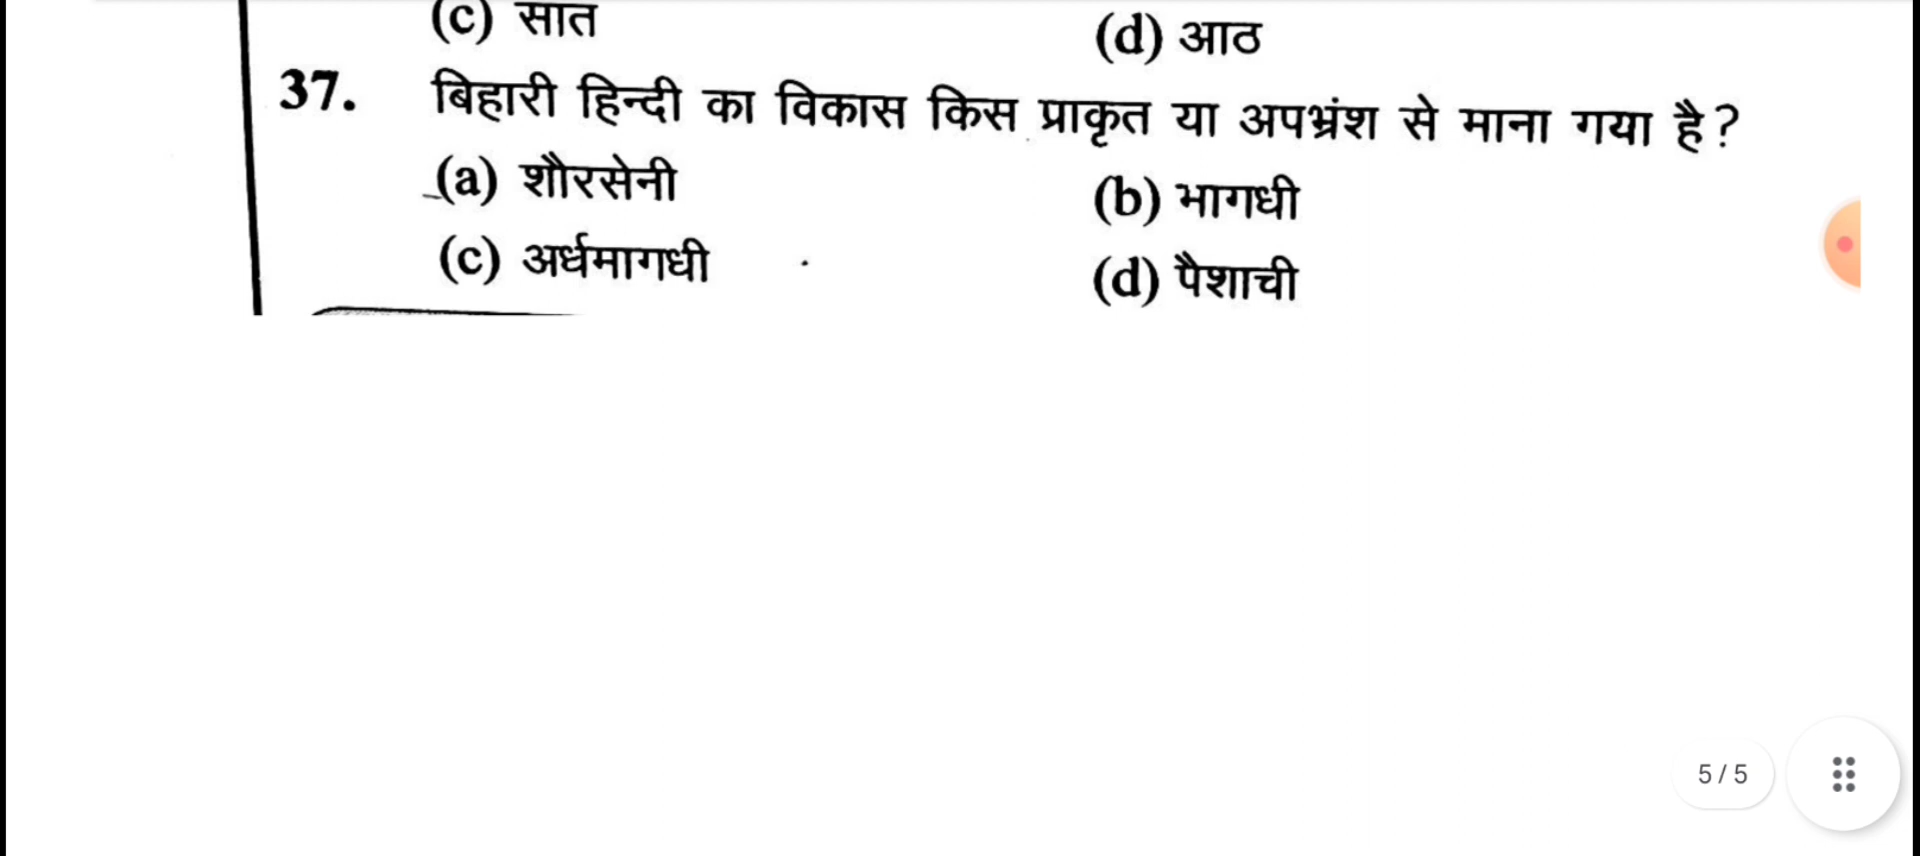 (c) सात (d) आठ
37. बिहारी हिन्दी का विकास किस प्राकृत या अपभ्रंश से माना गया है?
(a) शौरसेनी (b) भागधी
(c) अर्धमागधी (d) पैशाची
5 / 5